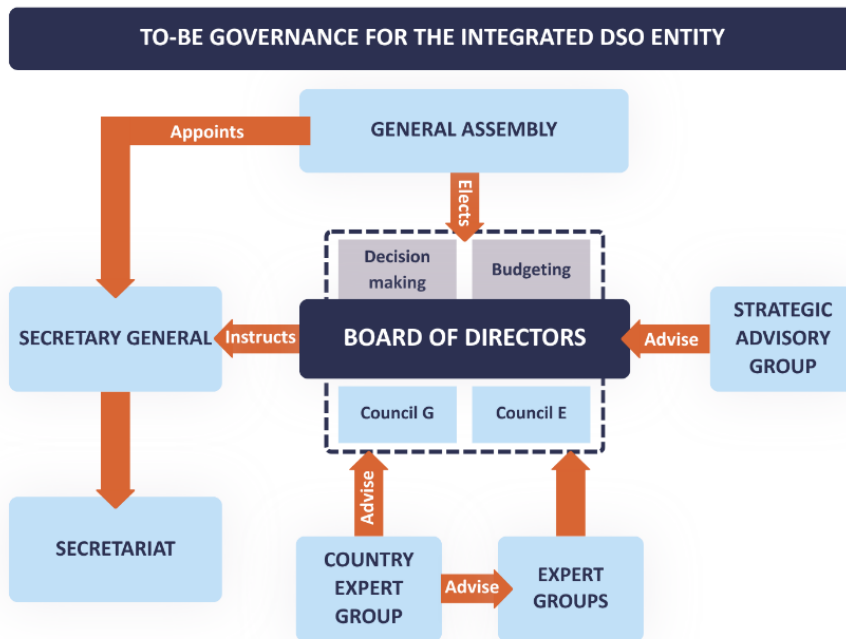 TO-BE GOVERNANCE FOR THE INTEGRATED DSO ENTITY
Appoints
GENERAL ASSEMBLY
Elects
Decision
making
Budgeting
SECRETARY GENERAL
Instructs
BOARD OF DIRECTORS
Advise
STRATEGIC
ADVISORY
GROUP
Council G
Council E
Advise
SECRETARIAT
COUNTRY
EXPERT
GROUP
Advise
EXPERT
GROUPS